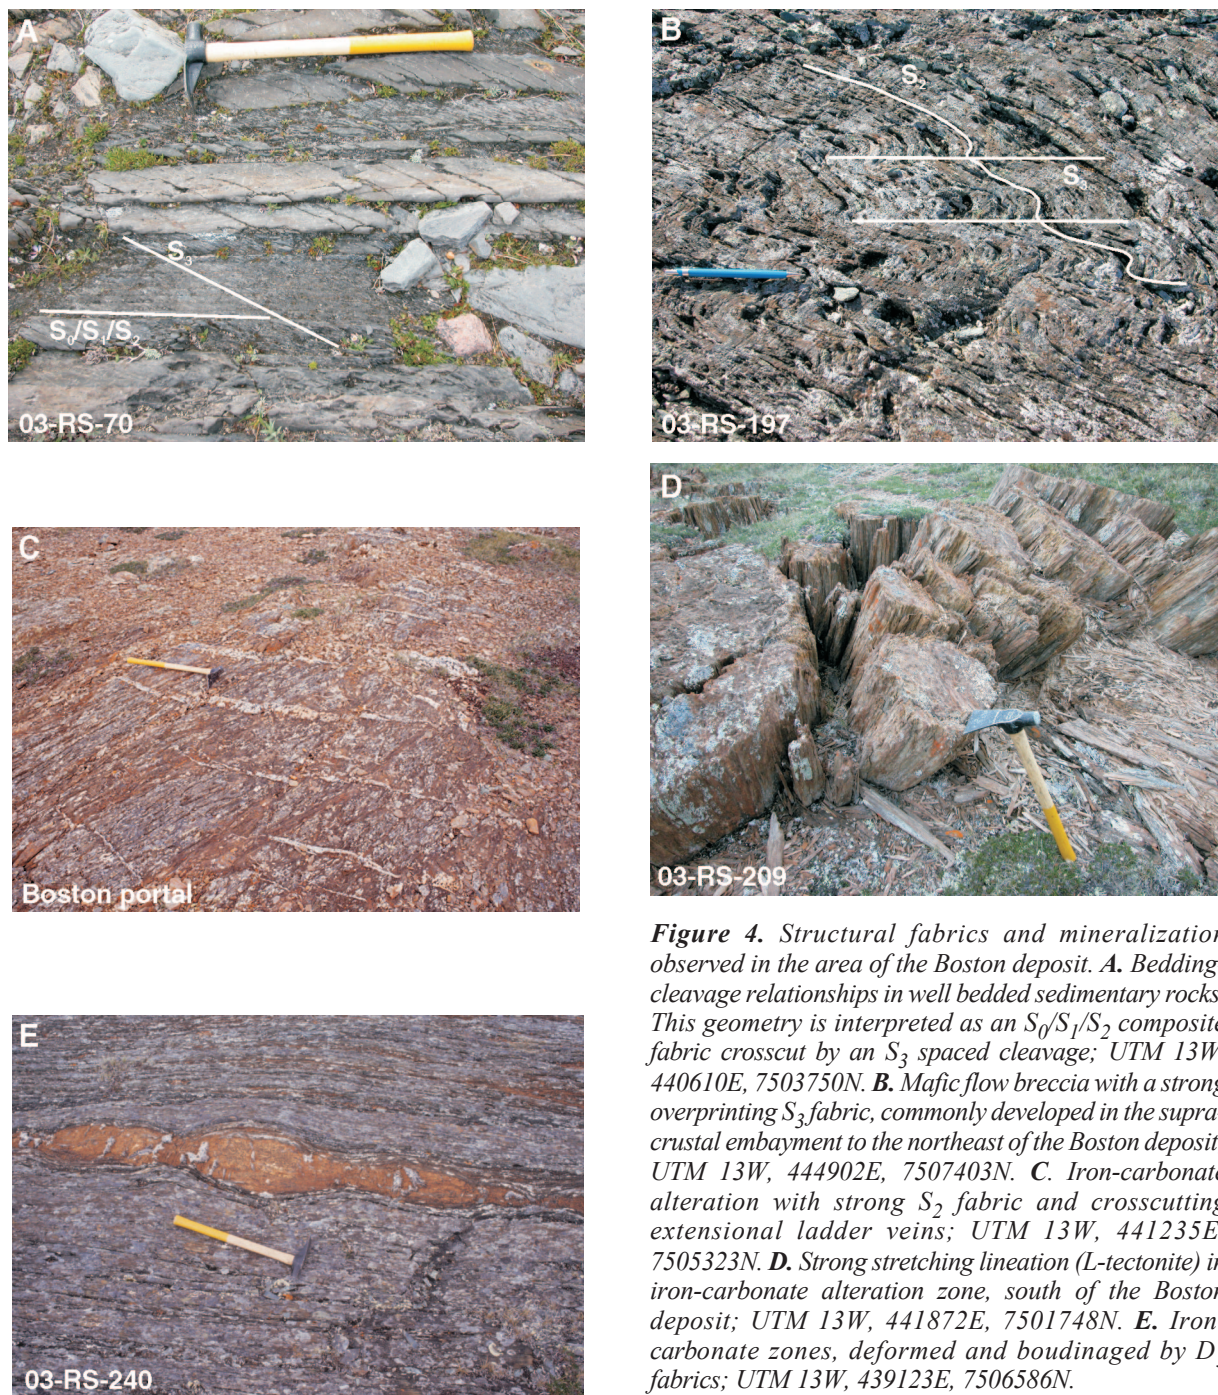 A
S3
S0/S1/S2
03-RS-70
B
S2
S3
03-RS-197
C
Boston portal
D
03-RS-209
E
03-RS-240
Figure 4. Structural fabrics and mineralization
observed in the area of the Boston deposit. A. Bedding
cleavage relationships in well bedded sedimentary rocks
This geometry is interpreted as an S0/S1/S2 composite
fabric crosscut by an S3 spaced cleavage; UTM 13W
440610E, 7503750N. B. Mafic flow breccia with a strong
overprinting S3 fabric, commonly developed in the supra
crustal embayment to the northeast of the Boston deposit
UTM 13W, 444902E, 7507403N. C. Iron-carbonate
alteration with strong S2 fabric and crosscutting
extensional ladder veins; UTM 13W, 441235E
7505323N. D. Strong stretching lineation (L-tectonite) in
iron-carbonate alteration zone, south of the Boston
deposit; UTM 13W, 441872E, 7501748N. E. Iron-
carbonate zones, deformed and boudinaged by D
fabrics; UTM 13W, 439123E, 7506586N.